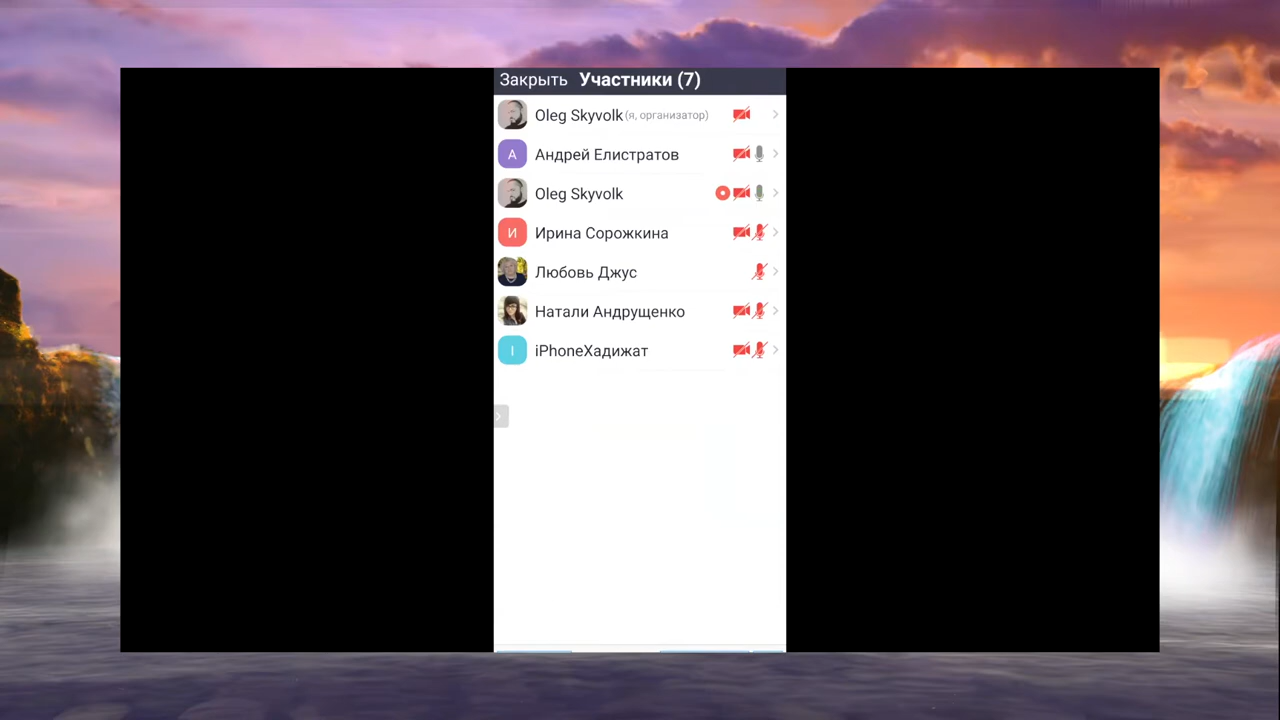 Закрыть Участники (7)
Oleg Skyvolk (я, организатор)
А Андрей Елистратов
Oleg Skyvolk
И Ирина Сорожкина
Любовь Джус
Натали Андрущенко
I iPhoneХадижат